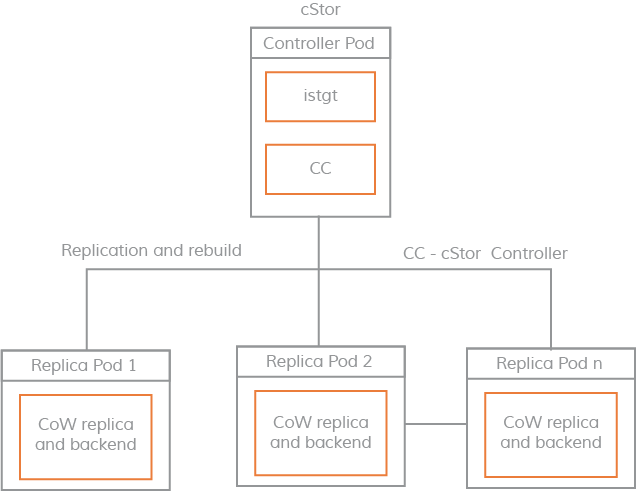 cStor
Controller Pod
istgt
CC
Replication and rebuild
CC - cStor Controller
Replica Pod 1
Replica Pod 2
Replica Pod n
CoW replica
and backend
CoW replica
and backend
CoW replica
and backend